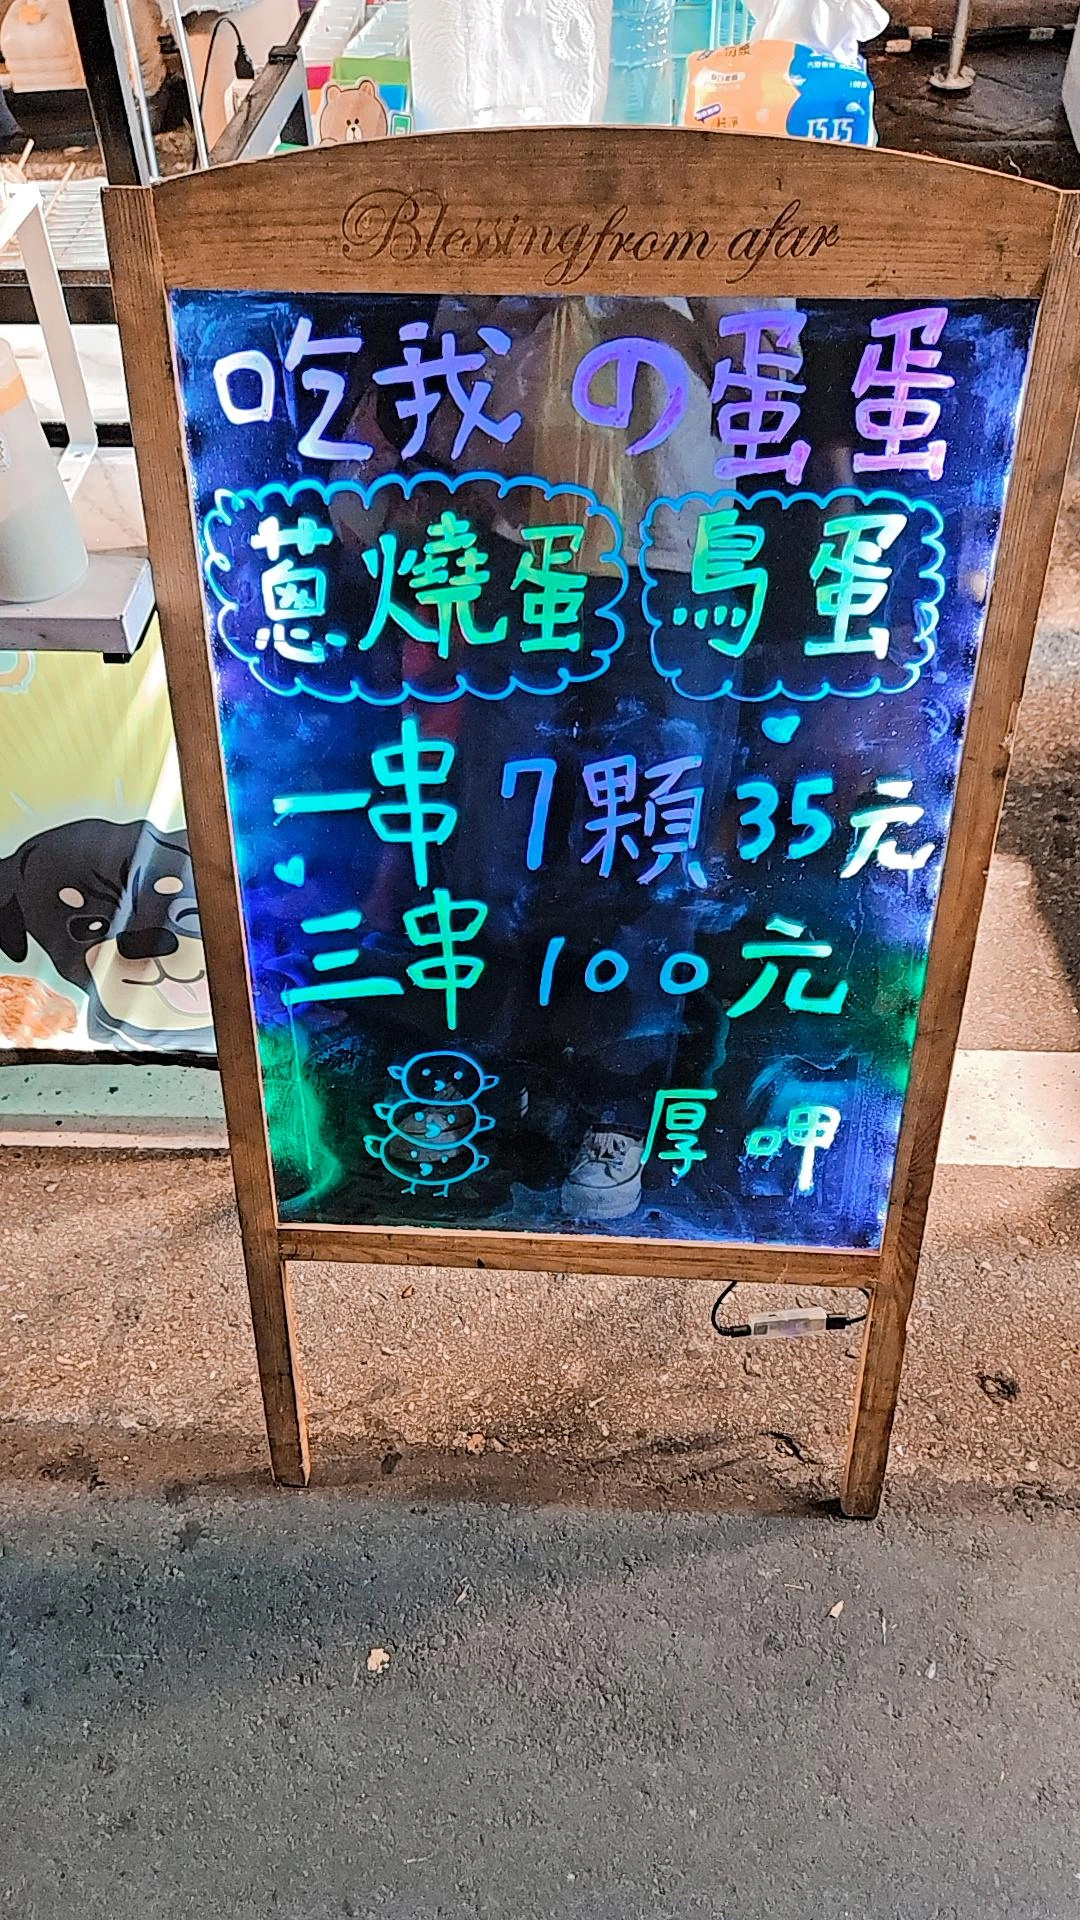 Blessing from afar
吃我の蛋蛋
蔥燒蛋 鳥蛋
一串 7顆 35元
三串 100元
厚呷